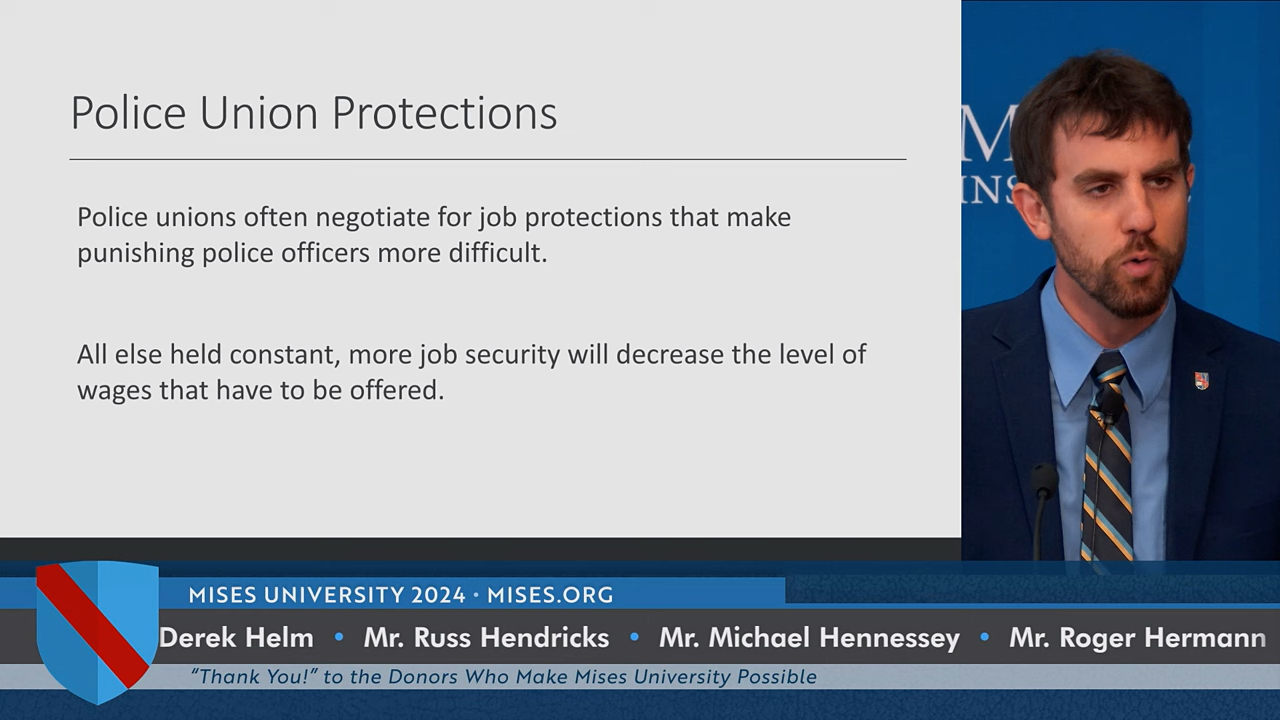 Police Union Protections
Police unions often negotiate for job protections that make
punishing police officers more difficult.
All else held constant, more job security will decrease the level of
wages that have to be offered.
M
INS
MISES UNIVERSITY 2024 • MISES.ORG
Derek Helm • Mr. Russ Hendricks • Mr. Michael Hennessey • Mr. Roger Hermann
“Thank You!” to the Donors Who Make Mises University Possible